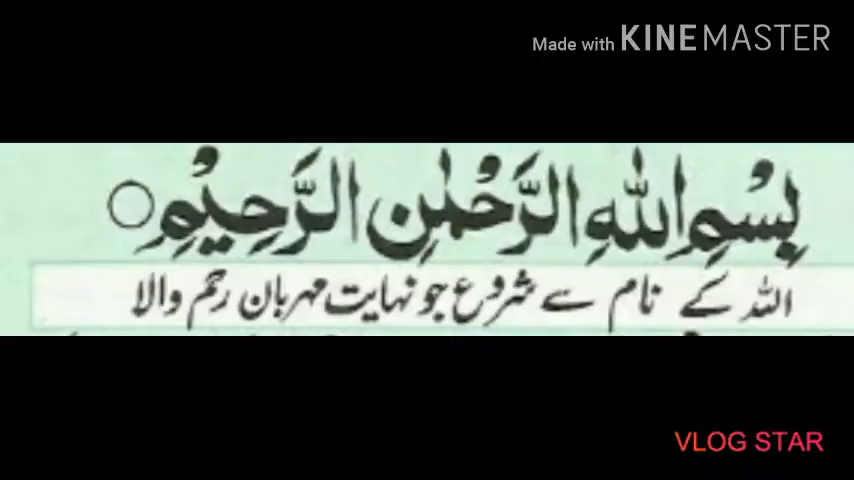 Made with KINEMASTER
بِسْمِ اللّٰهِ الرَّحْمٰنِ الرَّحِيْمِ ○
اللہ کے نام سے شروع جو نہایت مہربان رحم والا
VLOG STAR